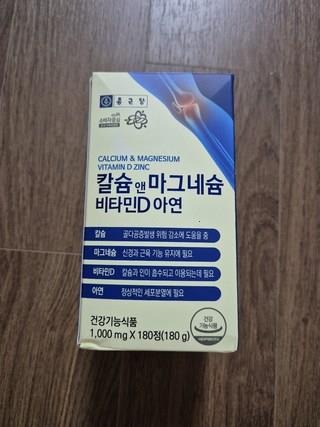 종근당
소비자중심
CALCIUM & MAGNESIUM
VITAMIN D ZINC
칼슘 앤 마그네슘
비타민D 아연
칼슘 골다공증발생 위험 감소에 도움을 줌
마그네슘 신경과 근육 기능 유지에 필요
비타민D 칼슘과 인이 흡수되고 이용되는데 필요
아연 정상적인 세포분열에 필요
건강기능식품
1,000 mg X 180정(180 g)
건강
기능식품